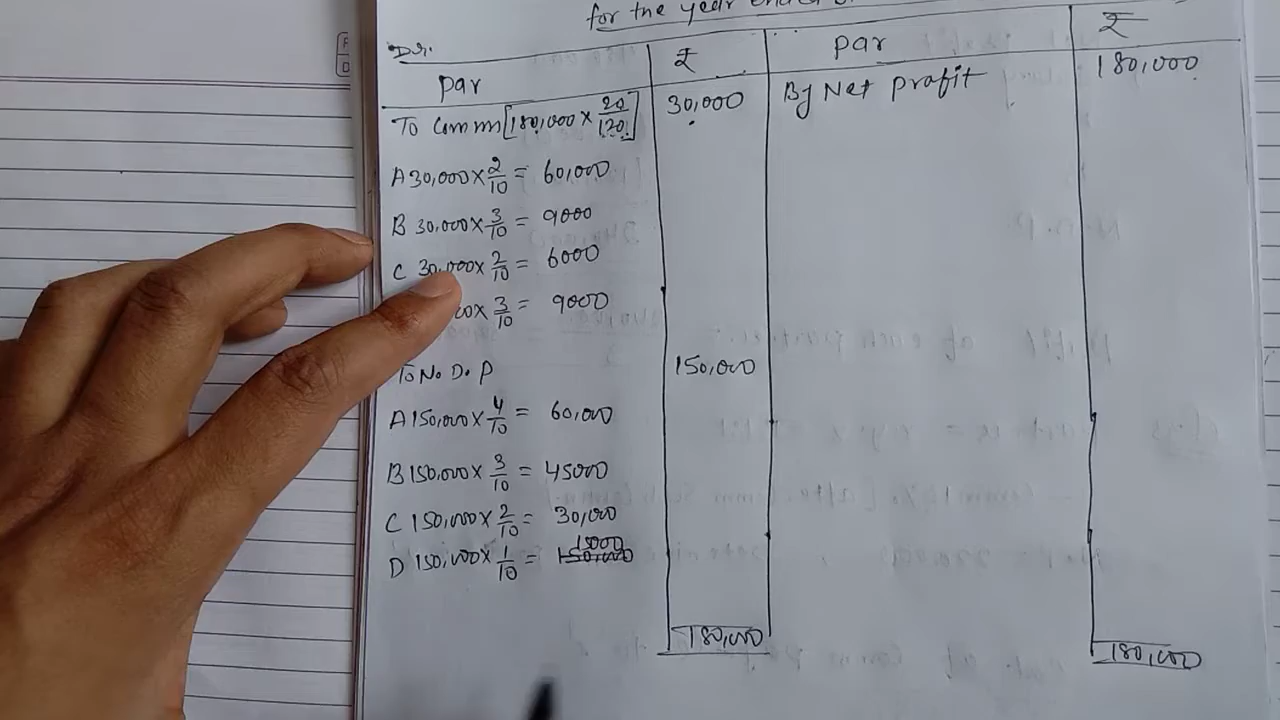 for the year ended
Dr.
Par ₹ Par ₹
To Comm [180,000 × 20/120] 30,000 By Net Profit 180,000
A 30,000 × 2/10 = 60,000
B 30,000 × 3/10 = 9000
C 30,000 × 2/10 = 6000
00 × 3/10 = 9000
To No D. P 150,000
A 150,000 × 4/10 = 60,000
B 150,000 × 3/10 = 45000
C 150,000 × 2/10 = 30,000
D 150,000 × 1/10 = 15000
180,000 180,000